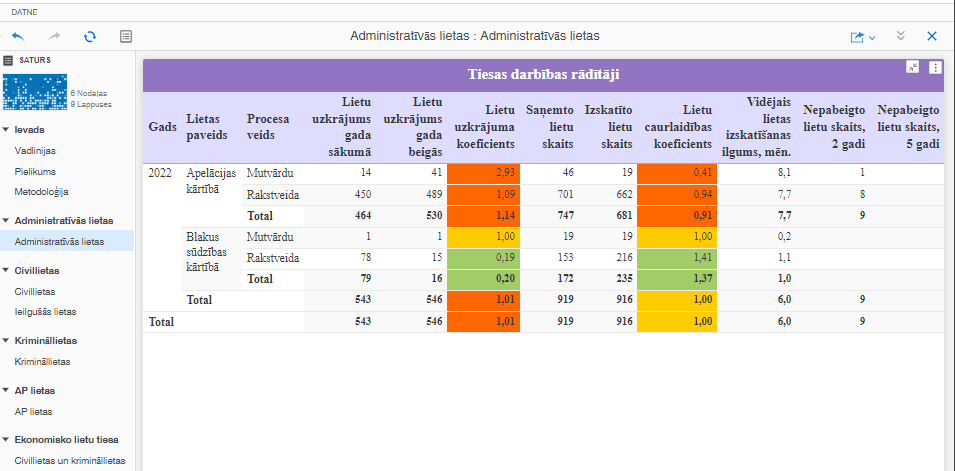 DATNE
Administratīvās lietas : Administratīvās lietas
SATURS
6 Nodaļas
9 Lappuses
Ievads
Vadlīnijas
Pielikums
Metodoloģija
Administratīvās lietas
Administratīvās lietas
Civillietas
Civillietas
Ieilgušās lietas
Krimināllietas
Krimināllietas
AP lietas
AP lietas
Ekonomisko lietu tiesa
Civillietas un krimināllietas
Tiesas darbības rādītāji
Gads Lietas paveids Procesa veids Lietu uzkrājums gada sākumā Lietu uzkrājums gada beigās Lietu uzkrājuma koeficients Saņemto lietu skaits Izskatīto lietu skaits Lietu caurlaidības koeficients Vidējais lietas izskatīšanas ilgums, mēn. Nepabeigto lietu skaits, 2 gadi Nepabeigto lietu skaits, 5 gadi
2022 Apelācijas kārtībā Mutvārdu 14 41 2,93 46 19 0,41 8,1 1
Rakstveida 450 489 1,09 701 662 0,94 7,7 8
Total 464 530 1,14 747 681 0,91 7,7 9
Blakus sūdzības kārtībā Mutvārdu 1 1 1,00 19 19 1,00 0,2
Rakstveida 78 15 0,19 153 216 1,41 1,1
Total 79 16 0,20 172 235 1,37 1,0
Total 543 546 1,01 919 916 1,00 6,0 9
Total 543 546 1,01 919 916 1,00 6,0 9